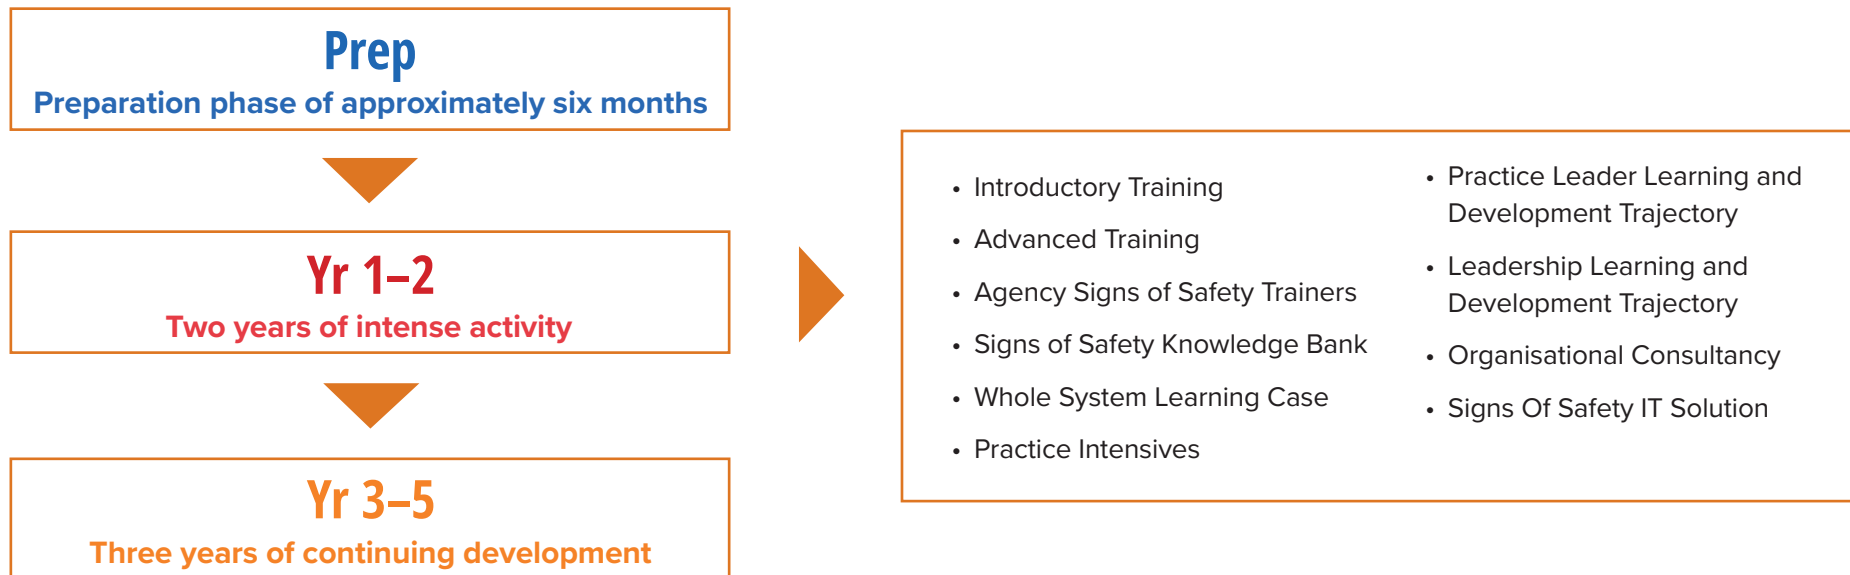 Prep
Preparation phase of approximately six months
Yr 1–2
Two years of intense activity
Yr 3–5
Three years of continuing development
• Introductory Training
• Advanced Training
• Agency Signs of Safety Trainers
• Signs of Safety Knowledge Bank
• Whole System Learning Case
• Practice Intensives
• Practice Leader Learning and
Development Trajectory
• Leadership Learning and
Development Trajectory
• Organisational Consultancy
• Signs Of Safety IT Solution